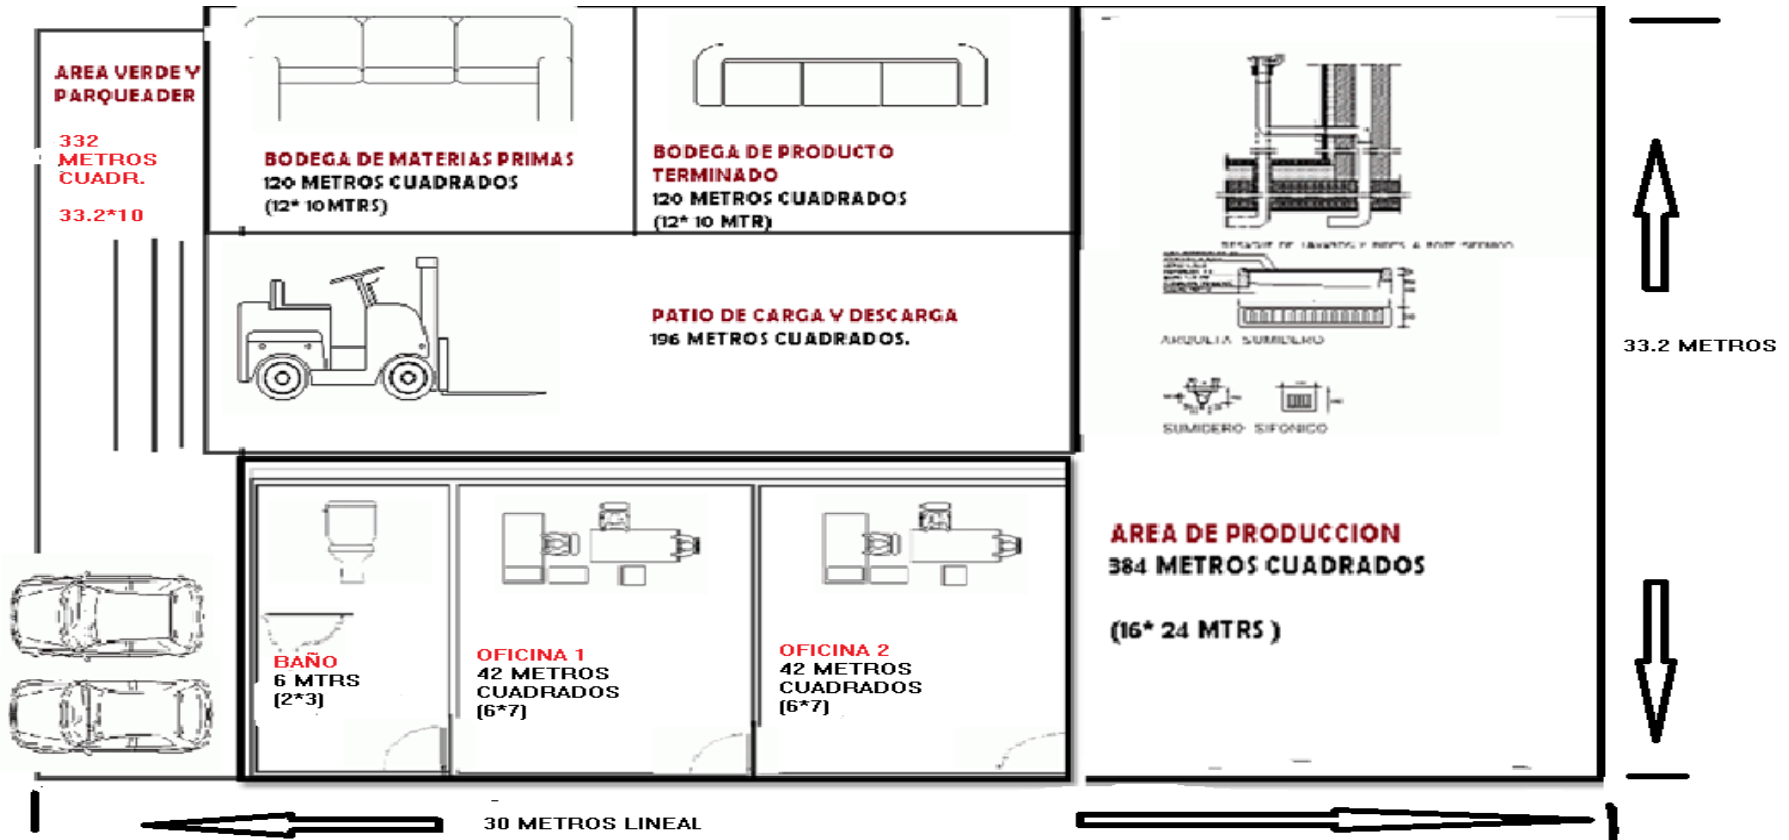 AREA VERDE Y
PARQUEADER
332
METROS
CUADR.
33.2*10
BODEGA DE MATERIAS PRIMAS
120 METROS CUADRADOS
(12* 10 MTRS)
BODEGA DE PRODUCTO
TERMINADO
120 METROS CUADRADOS
(12* 10 MTR)
PATIO DE CARGA Y DESCARGA
196 METROS CUADRADOS.
ARQUETA SUMIDERO
SUMIDERO SIFONICO
33.2 METROS
AREA DE PRODUCCION
384 METROS CUADRADOS
(16* 24 MTRS )
BAÑO
6 MTRS
(2*3)
OFICINA 1
42 METROS
CUADRADOS
(6*7)
OFICINA 2
42 METROS
CUADRADOS
(6*7)
30 METROS LINEAL